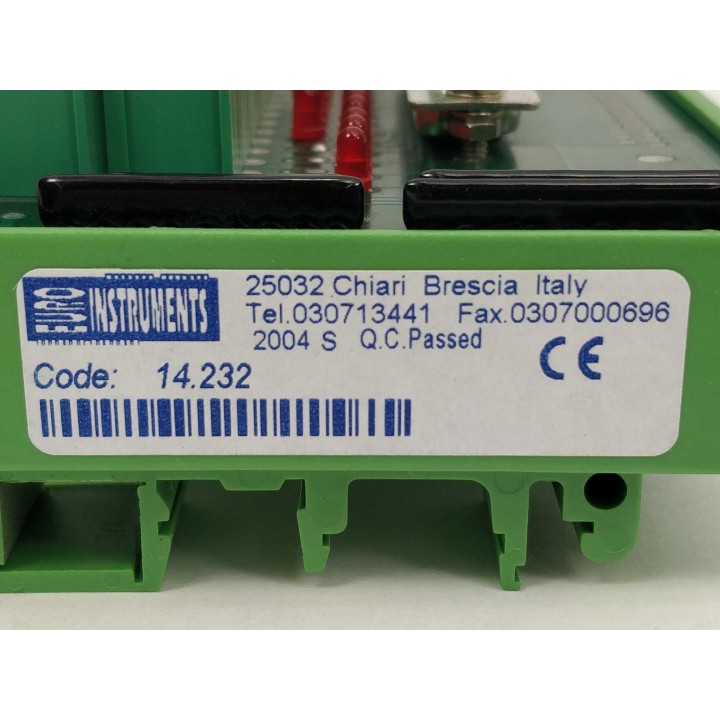 EURO
INSTRUMENTS
25032 Chiari Brescia Italy
Tel.030713441 Fax.0307000696
2004 S Q.C.Passed
CE
Code: 14.232